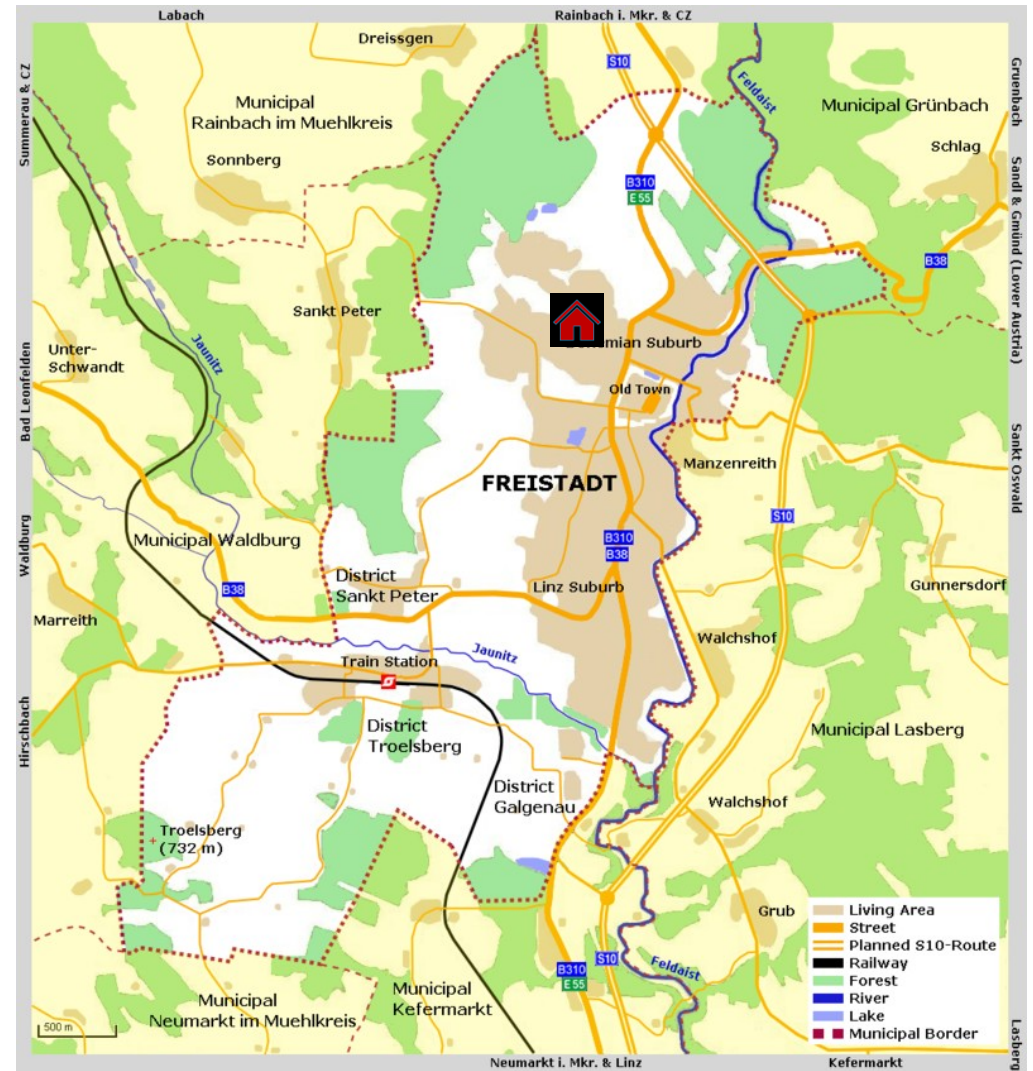 Labach
Rainbach i. Mkr. & CZ
Dreissgen
S10
Feldaist
Gruenbach
Summerau & CZ
Municipal
Rainbach im Muehlkreis
Municipal Grünbach
Sonnberg
Schlag
Sandl & Gmünd (Lower Austria)
B310
E 55
B38
Sankt Peter
Jaunitz
Unter-
Schwandt
Bad Leonfelden
Suburb
Old Town
Manzenreith
Sankt Oswald
FREISTADT
S10
Waldburg
Municipal Waldburg
B310
B38
District
Sankt Peter
Linz Suburb
B38
Gunnersdorf
Marreith
Walchshof
Jaunitz
Train Station
Hirschbach
District
Troelsberg
Municipal Lasberg
District
Galgenau
Walchshof
Troelsberg
(732 m)
Grub
Living Area
Street
Planned S10-Route
Railway
Forest
River
Lake
Municipal Border
S10
Feldaist
B310
E 55
Municipal
Kefermarkt
Municipal
Neumarkt im Muehlkreis
500 m
Lasberg
Neumarkt i. Mkr. & Linz
Kefermarkt